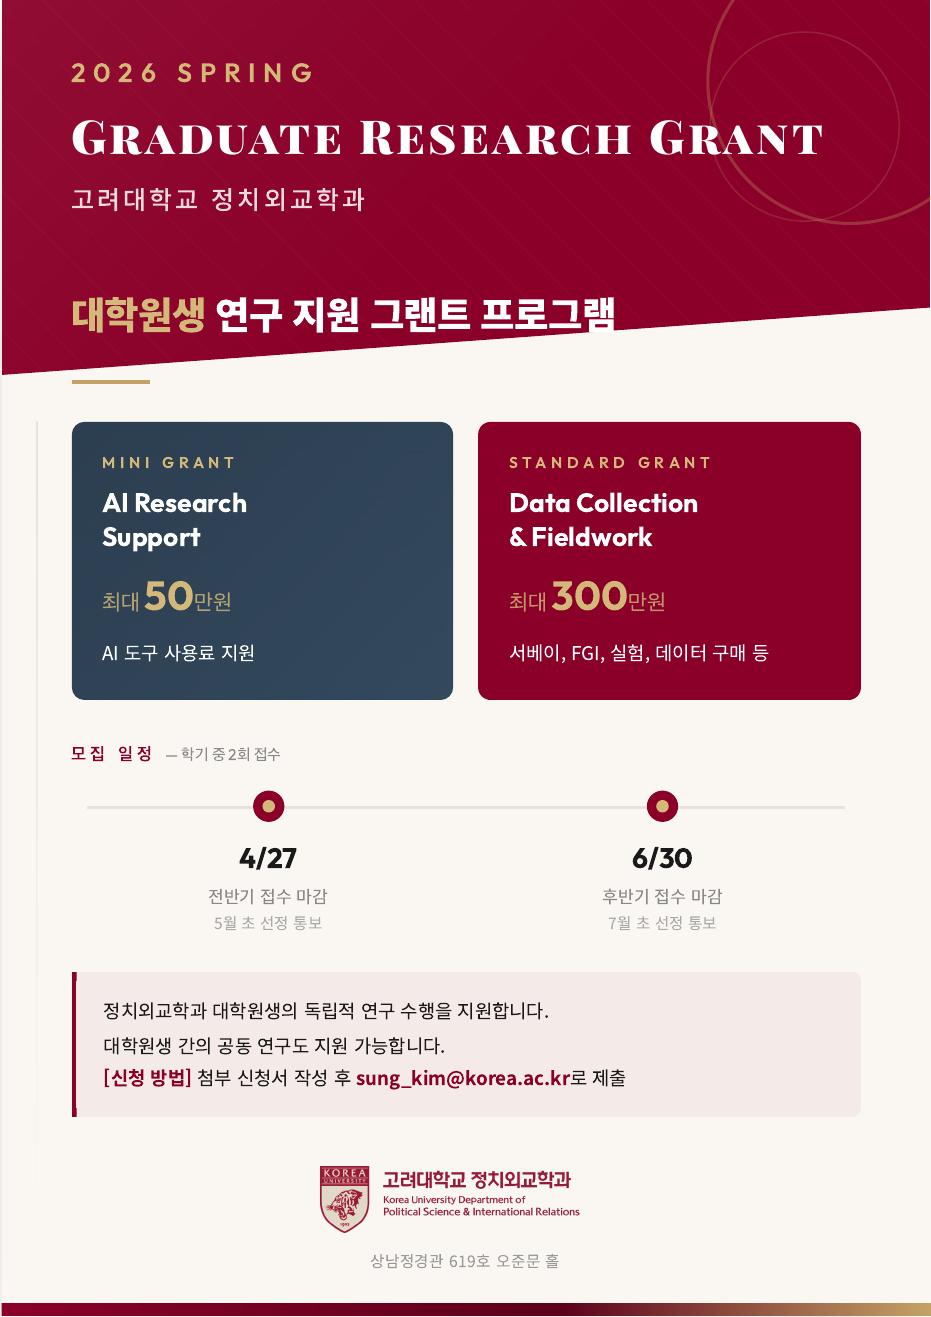 2026 SPRING
GRADUATE RESEARCH GRANT
고려대학교 정치외교학과
대학원생 연구 지원 그랜트 프로그램
MINI GRANT
AI Research
Support
최대 50만원
AI 도구 사용료 지원
STANDARD GRANT
Data Collection
& Fieldwork
최대 300만원
서베이, FGI, 실험, 데이터 구매 등
모집 일정 — 학기 중 2회 접수
4/27
전반기 접수 마감
5월 초 선정 통보
6/30
후반기 접수 마감
7월 초 선정 통보
정치외교학과 대학원생의 독립적 연구 수행을 지원합니다.
대학원생 간의 공동 연구도 지원 가능합니다.
[신청 방법] 첨부 신청서 작성 후 sung_kim@korea.ac.kr로 제출
KOREA
UNIVERSITY
1905
고려대학교 정치외교학과
Korea University Department of
Political Science & International Relations
상남정경관 619호 오준문 홀